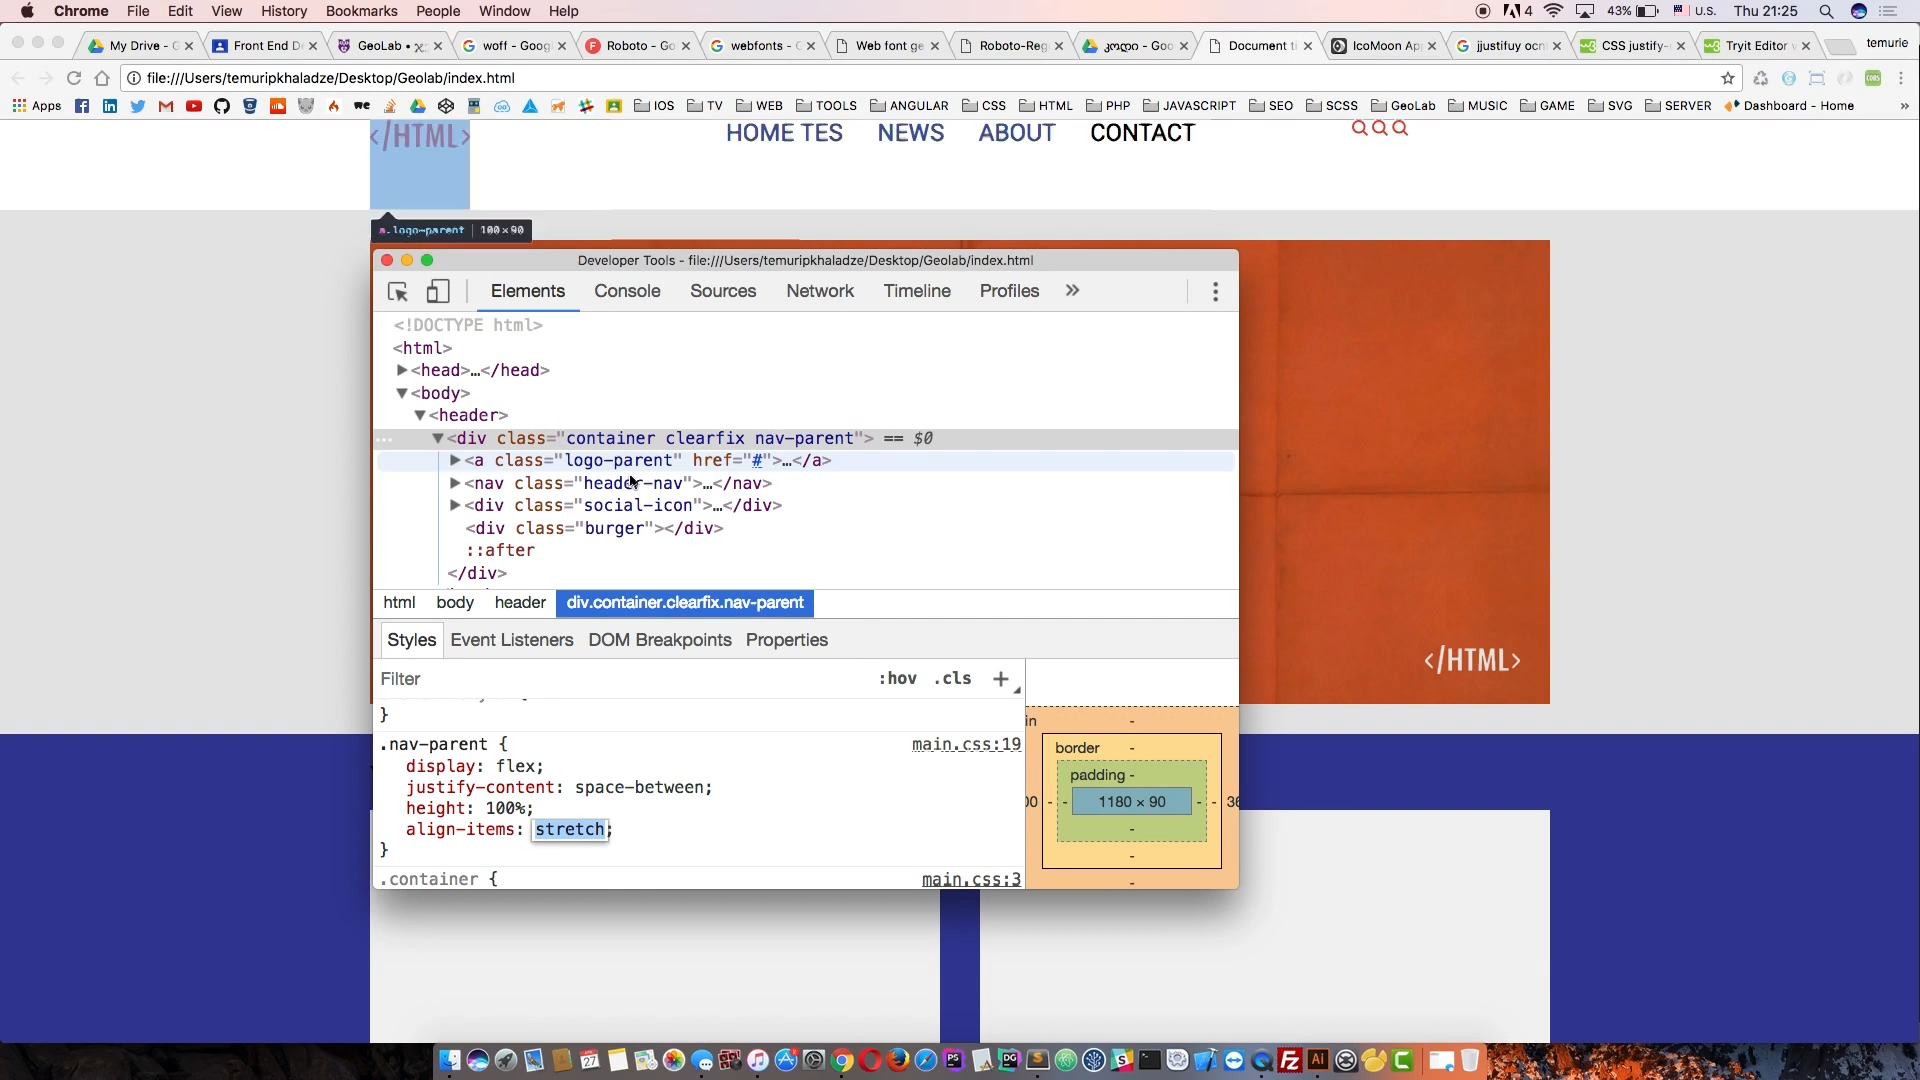 Chrome File Edit View History Bookmarks People Window Help 4 43% U.S. Thu 21:25
My Drive - G Front End D GeoLab • woff - Goog Roboto - Go webfonts - G Web font ge Roboto-Reg კოდი - Goo Document ti IcoMoon Ap jjustifuy ocn CSS justify- Tryit Editor v temurie
file:///Users/temuripkhaladze/Desktop/Geolab/index.html
Apps IOS TV WEB TOOLS ANGULAR CSS HTML PHP JAVASCRIPT SEO SCSS GeoLab MUSIC GAME SVG SERVER Dashboard - Home »
</HTML> HOME TES NEWS ABOUT CONTACT
a.logo-parent 100×90
Developer Tools - file:///Users/temuripkhaladze/Desktop/Geolab/index.html
Elements Console Sources Network Timeline Profiles »
<!DOCTYPE html>
<html>
<head>…</head>
<body>
<header>
<div class="container clearfix nav-parent"> == $0
<a class="logo-parent" href="#">…</a>
<nav class="header-nav">…</nav>
<div class="social-icon">…</div>
<div class="burger"></div>
::after
</div>
html body header div.container.clearfix.nav-parent
Styles Event Listeners DOM Breakpoints Properties
Filter :hov .cls +
}
.nav-parent { main.css:19
display: flex;
justify-content: space-between;
height: 100%;
align-items: stretch;
}
.container { main.css:3
in -
border -
padding -
1180 × 90
</HTML>